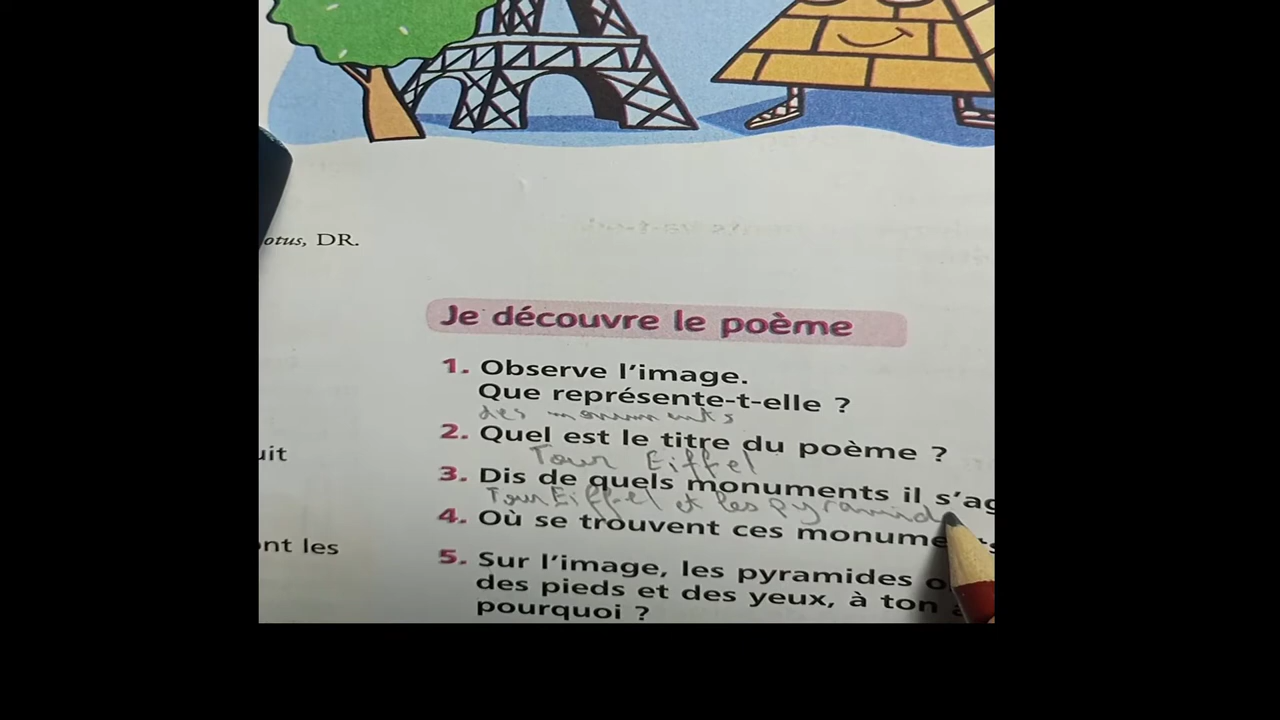 otus, DR.
Je découvre le poème
1. Observe l'image.
Que représente-t-elle ?
des monuments
2. Quel est le titre du poème ?
Tour Eiffel
3. Dis de quels monuments il s'ag
Tour Eiffel et les pyramid
4. Où se trouvent ces monume
5. Sur l'image, les pyramides o
des pieds et des yeux, à ton
pourquoi ?
uit
ont les